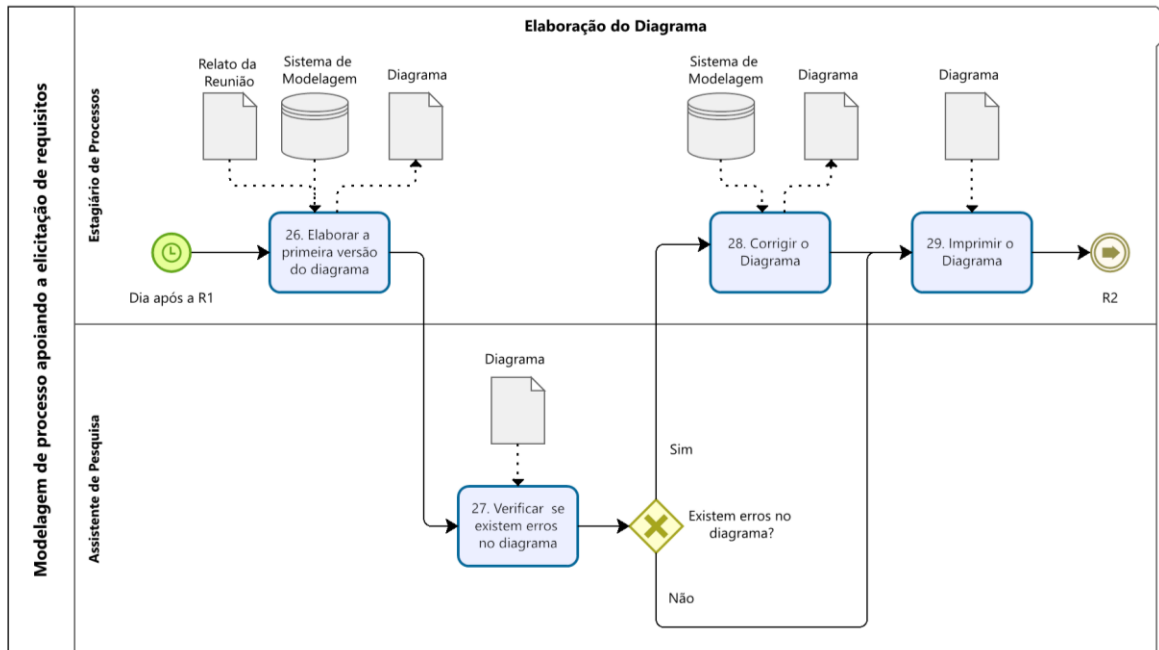 Elaboração do Diagrama
Modelagem de processo apoiando a elicitação de requisitos
Estagiário de Processos
Relato da
Reunião
Sistema de
Modelagem
Diagrama
Sistema de
Modelagem
Diagrama
Diagrama
26. Elaborar a
primeira versão
do diagrama
28. Corrigir o
Diagrama
29. Imprimir o
Diagrama
Dia após a R1
R2
Assistente de Pesquisa
Diagrama
Sim
27. Verificar se
existem erros
no diagrama
Existem erros no
diagrama?
Não